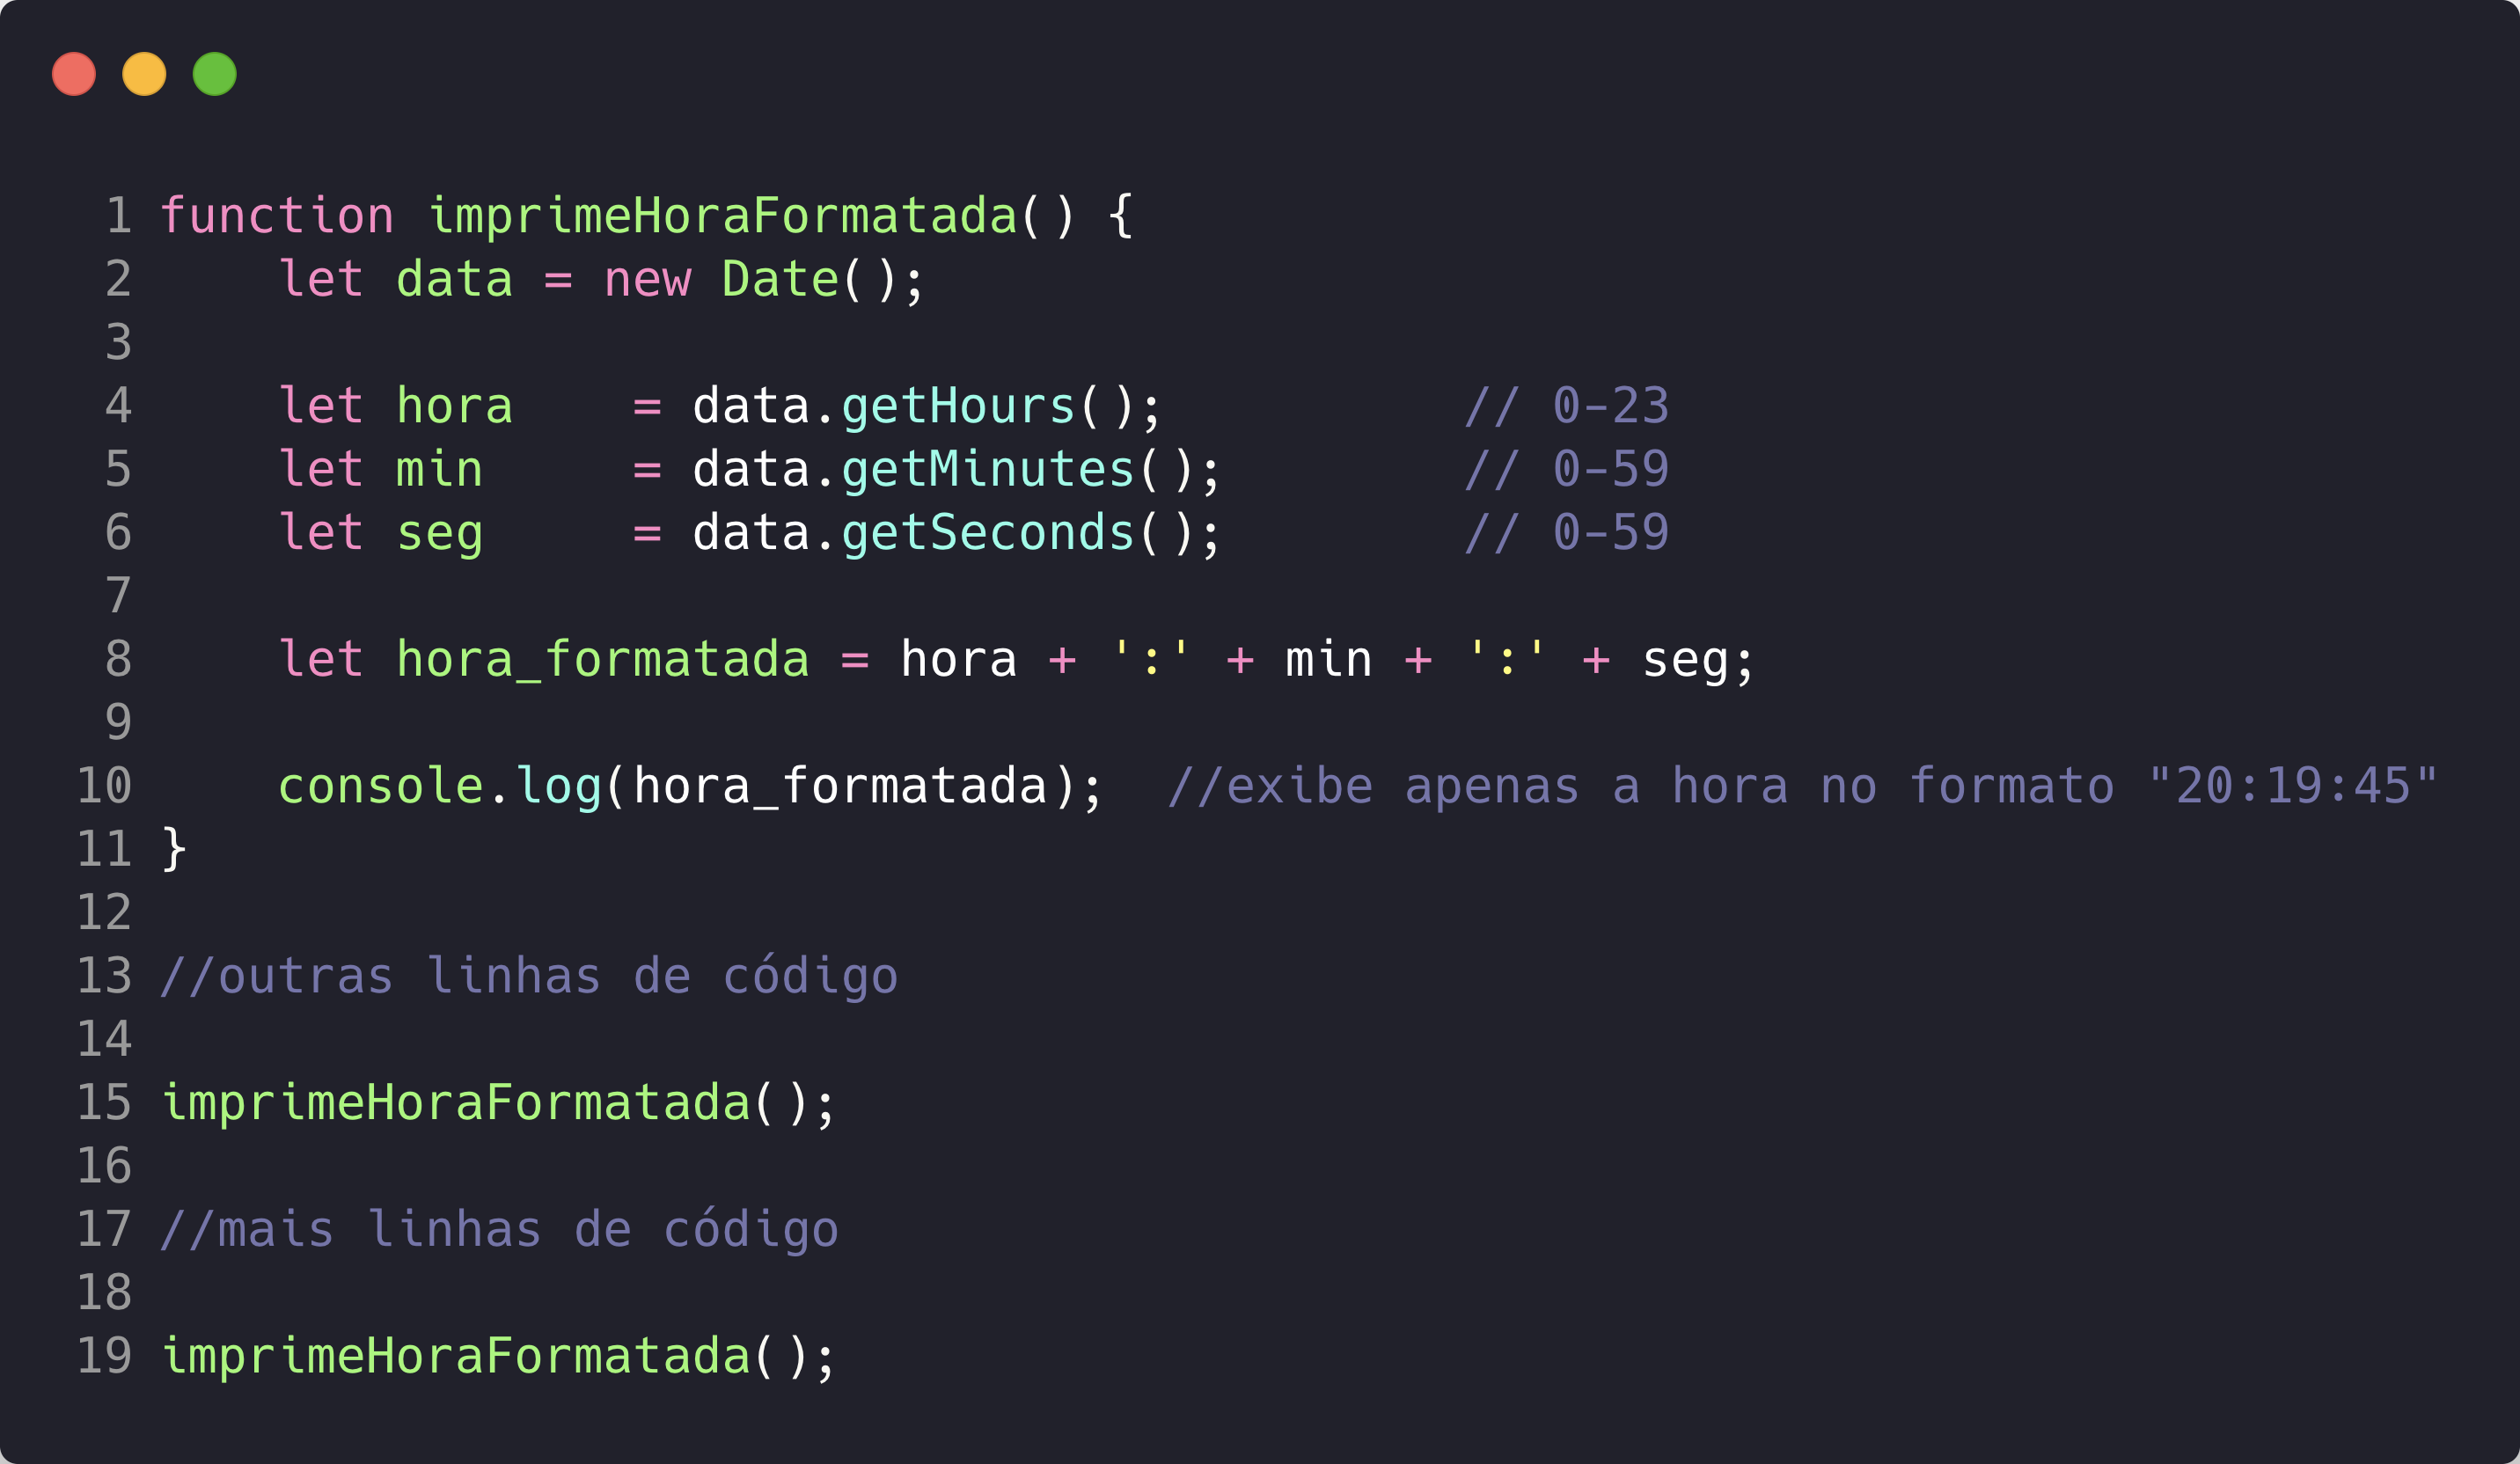 1 function imprimeHoraFormatada() {
2     let data = new Date();
3
4     let hora    = data.getHours();          // 0-23
5     let min     = data.getMinutes();        // 0-59
6     let seg     = data.getSeconds();        // 0-59
7
8     let hora_formatada = hora + ':' + min + ':' + seg;
9
10     console.log(hora_formatada);  //exibe apenas a hora no formato "20:19:45"
11 }
12
13 //outras linhas de código
14
15 imprimeHoraFormatada();
16
17 //mais linhas de código
18
19 imprimeHoraFormatada();